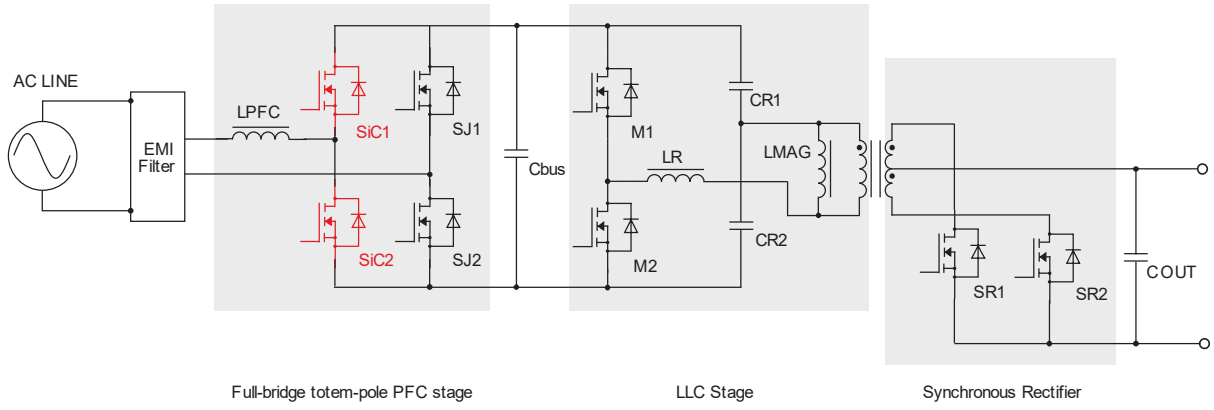 AC LINE
EMI
Filter
LPFC
SiC1
SJ1
SiC2
SJ2
Cbus
M1
M2
LR
CR1
CR2
LMAG
SR1
SR2
COUT
Full-bridge totem-pole PFC stage
LLC Stage
Synchronous Rectifier